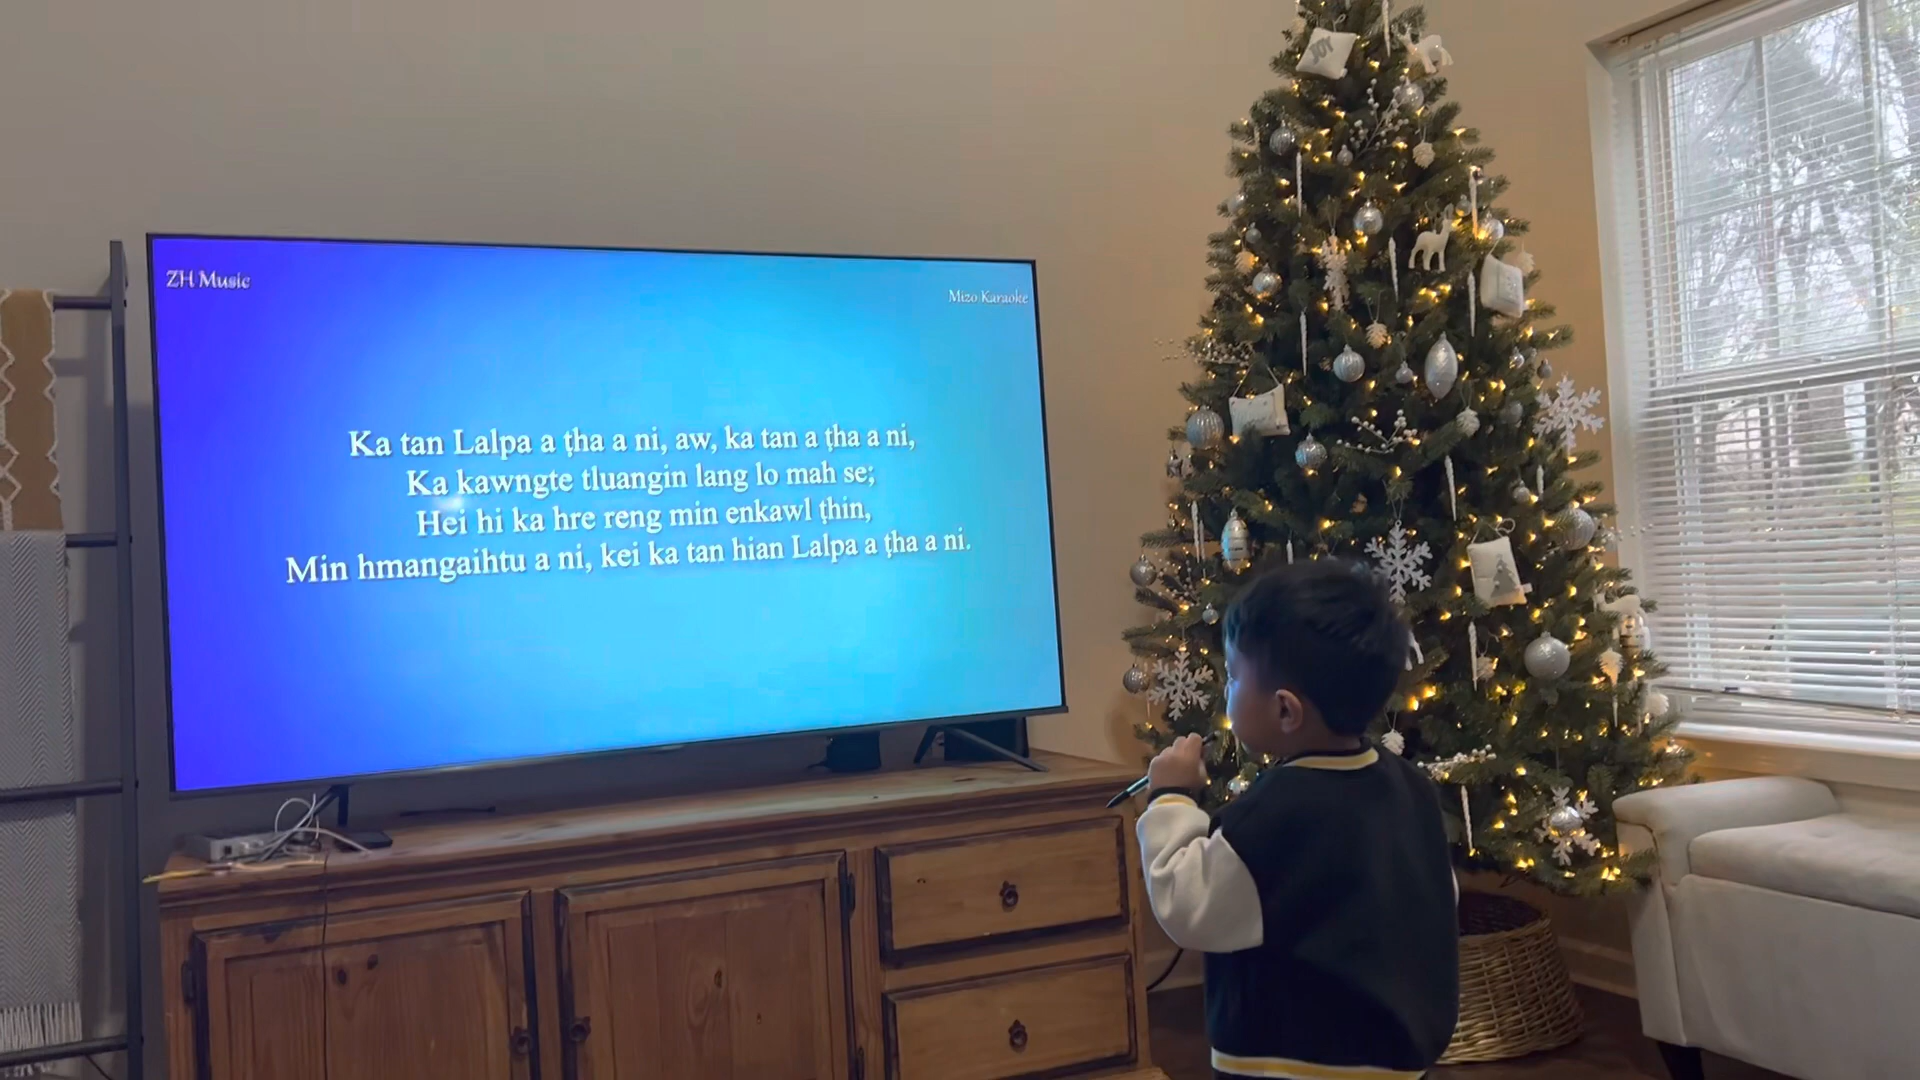 ZH Music
Mizo Karaoke
Ka tan Lalpa a ṭha a ni, aw, ka tan a ṭha a ni,
Ka kawngte tluangin lang lo mah se;
Hei hi ka hre reng min enkawl ṭhin,
Min hmangaihtu a ni, kei ka tan hian Lalpa a ṭha a ni.
JOY